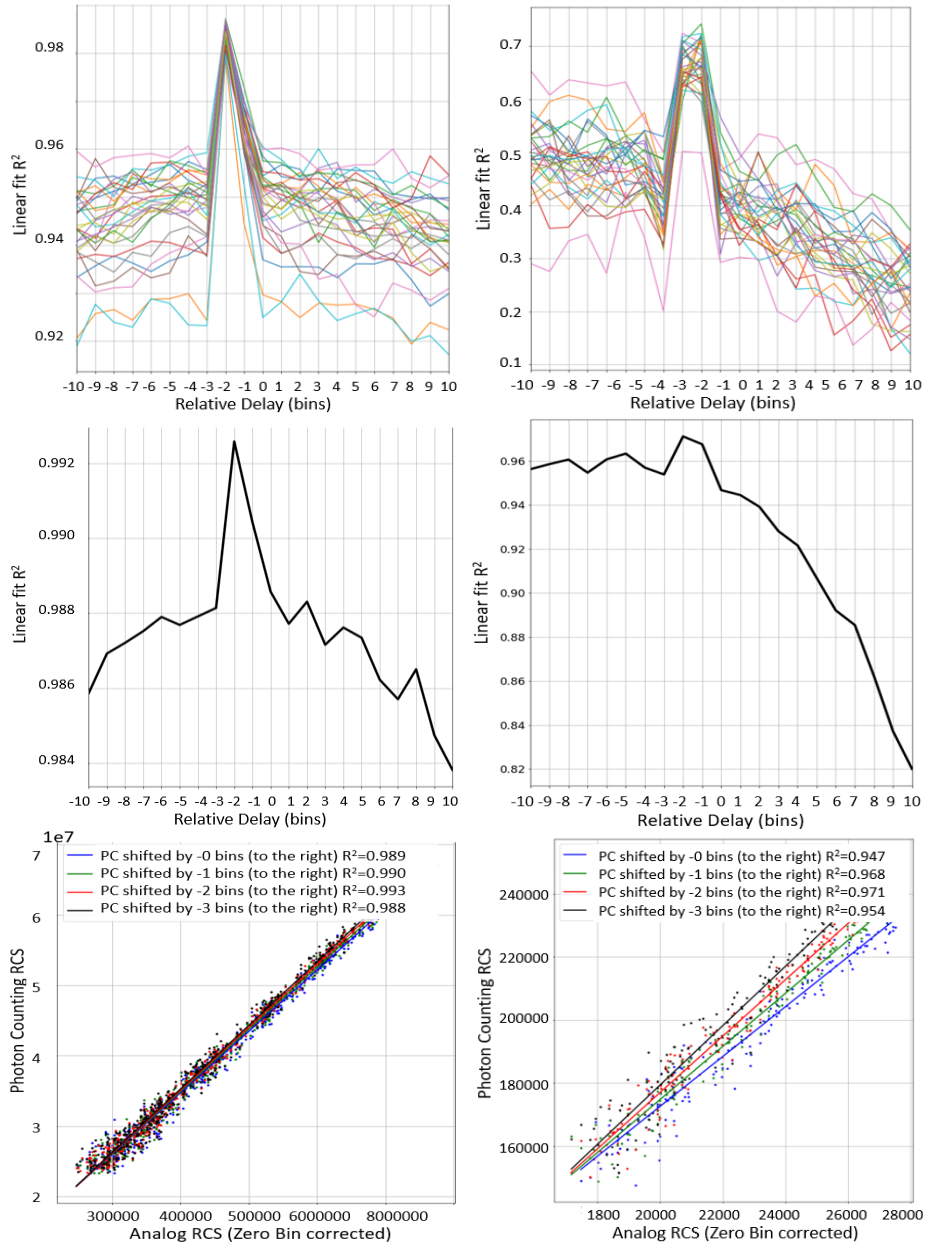 0.98
0.96
0.94
0.92
Linear fit R²
-10 -9 -8 -7 -6 -5 -4 -3 -2 0 1 2 3 4 5 6 7 8 9 10
Relative Delay (bins)
0.7
0.6
0.5
0.4
0.3
0.2
0.1
Linear fit R²
-10 -9 -8 -7 -6 -5 -4 -3 -2 -1 0 1 2 3 4 5 6 7 8 9 10
Relative Delay (bins)
0.992
0.990
0.988
0.986
0.984
Linear fit R²
-10 -9 -8 -7 -6 -5 -4 -3 -2 -1 0 1 2 3 4 5 6 7 8 9 10
Relative Delay (bins)
0.96
0.94
0.92
0.90
0.88
0.86
0.84
0.82
Linear fit R²
-10 -9 -8 -7 -6 -5 -4 -3 -2 -1 0 1 2 3 4 5 6 7 8 9 10
Relative Delay (bins)
1e7
7
6
5
4
3
2
Photon Counting RCS
PC shifted by -0 bins (to the right) R²=0.989
PC shifted by -1 bins (to the right) R²=0.990
PC shifted by -2 bins (to the right) R²=0.993
PC shifted by -3 bins (to the right) R²=0.988
300000 400000 500000 6000000 8000000
Analog RCS (Zero Bin corrected)
240000
220000
200000
180000
160000
Photon Counting RCS
PC shifted by -0 bins (to the right) R²=0.947
PC shifted by -1 bins (to the right) R²=0.968
PC shifted by -2 bins (to the right) R²=0.971
PC shifted by -3 bins (to the right) R²=0.954
1800 20000 22000 24000 26000 28000
Analog RCS (Zero Bin corrected)